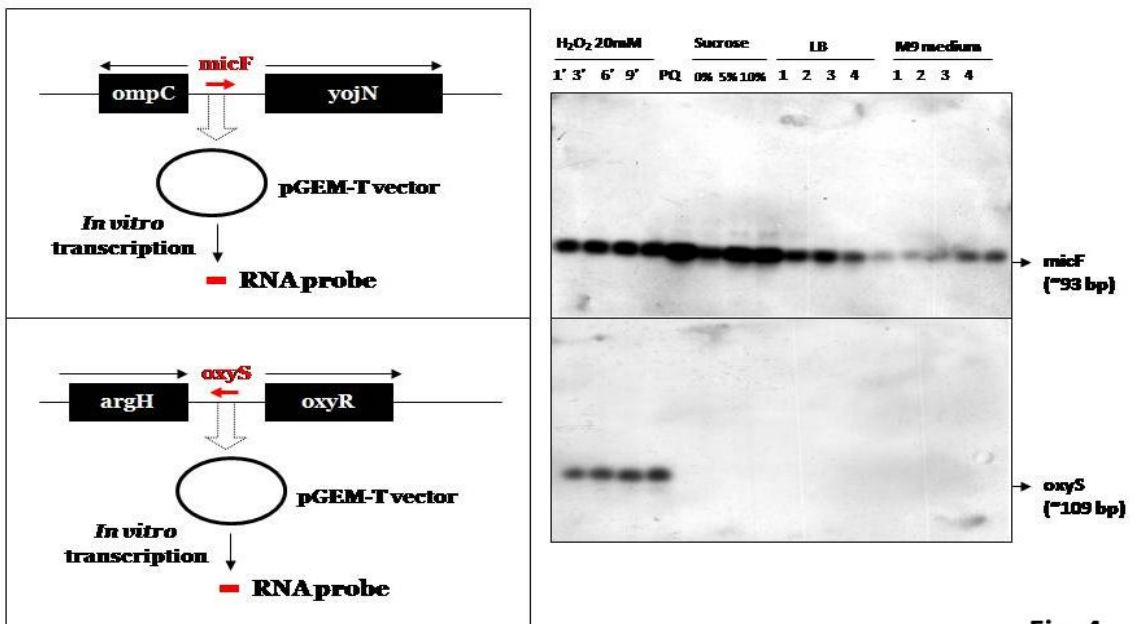 micF
ompC
yojN
pGEM-T vector
In vitro
transcription
RNA probe
oxyS
argH
oxyR
pGEM-T vector
In vitro
transcription
RNA probe
H₂O₂ 20mM Sucrose LB M9 medium
1' 3' 6' 9' PQ 0% 5% 10% 1 2 3 4 1 2 3 4
micF
(~93 bp)
oxyS
(~109 bp)